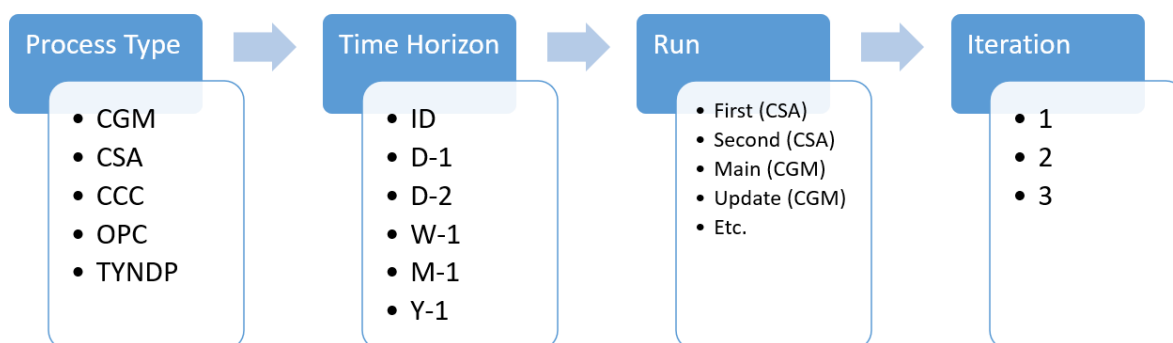 Process Type
• CGM
• CSA
• CCC
• OPC
• TYNDP
Time Horizon
• ID
• D-1
• D-2
• W-1
• M-1
• Y-1
Run
• First (CSA)
• Second (CSA)
• Main (CGM)
• Update (CGM)
• Etc.
Iteration
• 1
• 2
• 3